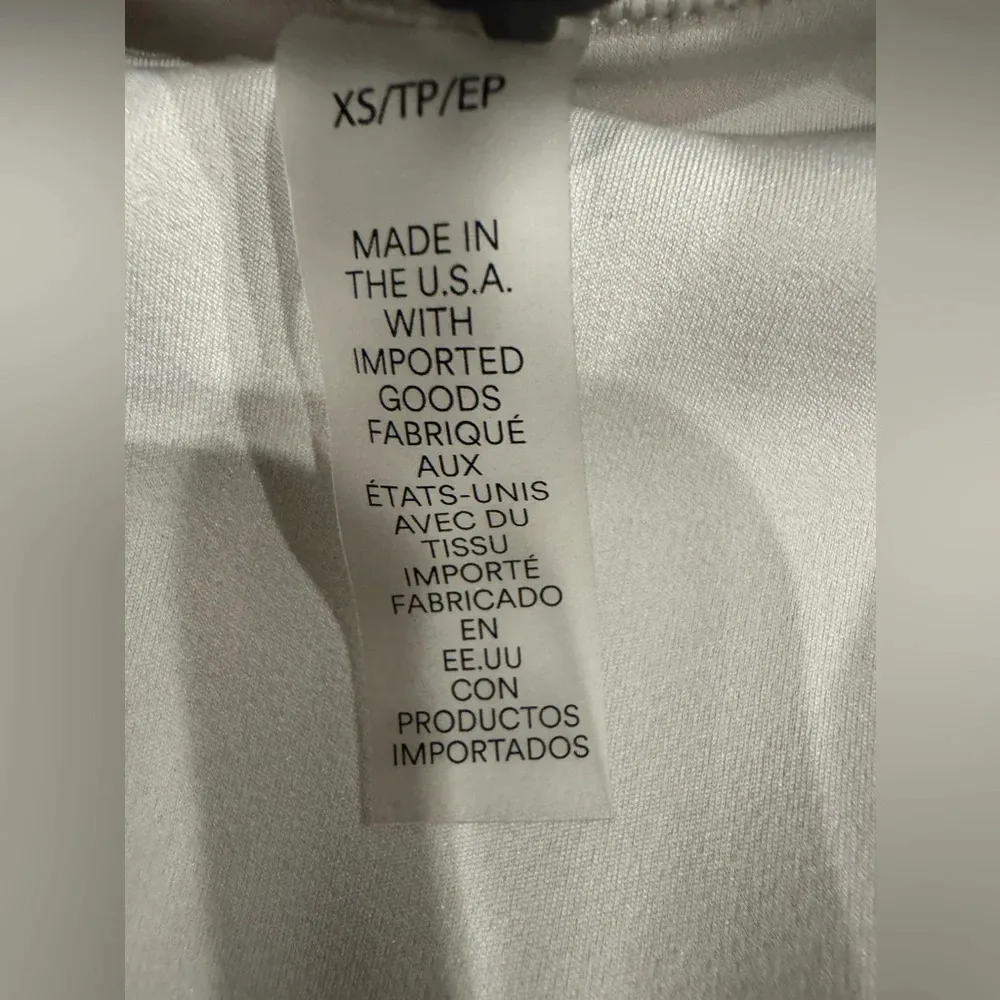 XS/TP/EP
MADE IN
THE U.S.A.
WITH
IMPORTED
GOODS
FABRIQUÉ
AUX
ÉTATS-UNIS
AVEC DU
TISSU
IMPORTÉ
FABRICADO
EN
EE.UU
CON
PRODUCTOS
IMPORTADOS